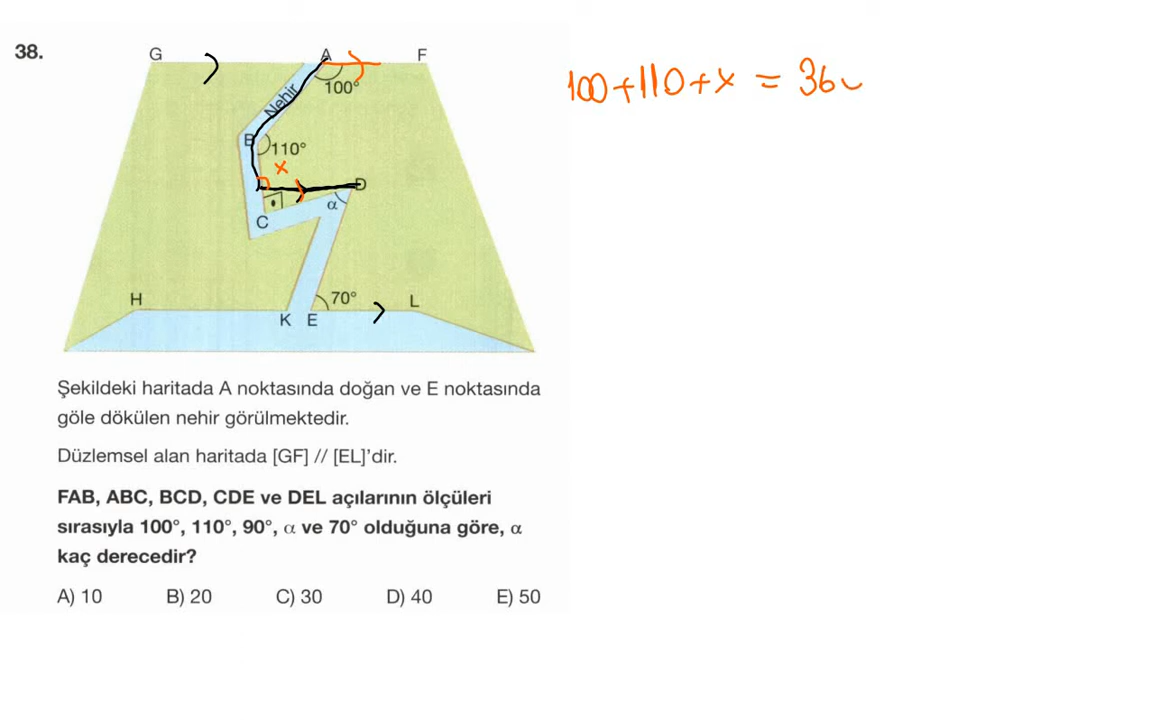 38.
G A F
100°
100+110+x = 360
Nehir
B 110°
x
D
α
C
H 70° L
K E
Şekildeki haritada A noktasında doğan ve E noktasında
göle dökülen nehir görülmektedir.
Düzlemsel alan haritada [GF] // [EL]'dir.
FAB, ABC, BCD, CDE ve DEL açılarının ölçüleri
sırasıyla 100°, 110°, 90°, α ve 70° olduğuna göre, α
kaç derecedir?
A) 10 B) 20 C) 30 D) 40 E) 50